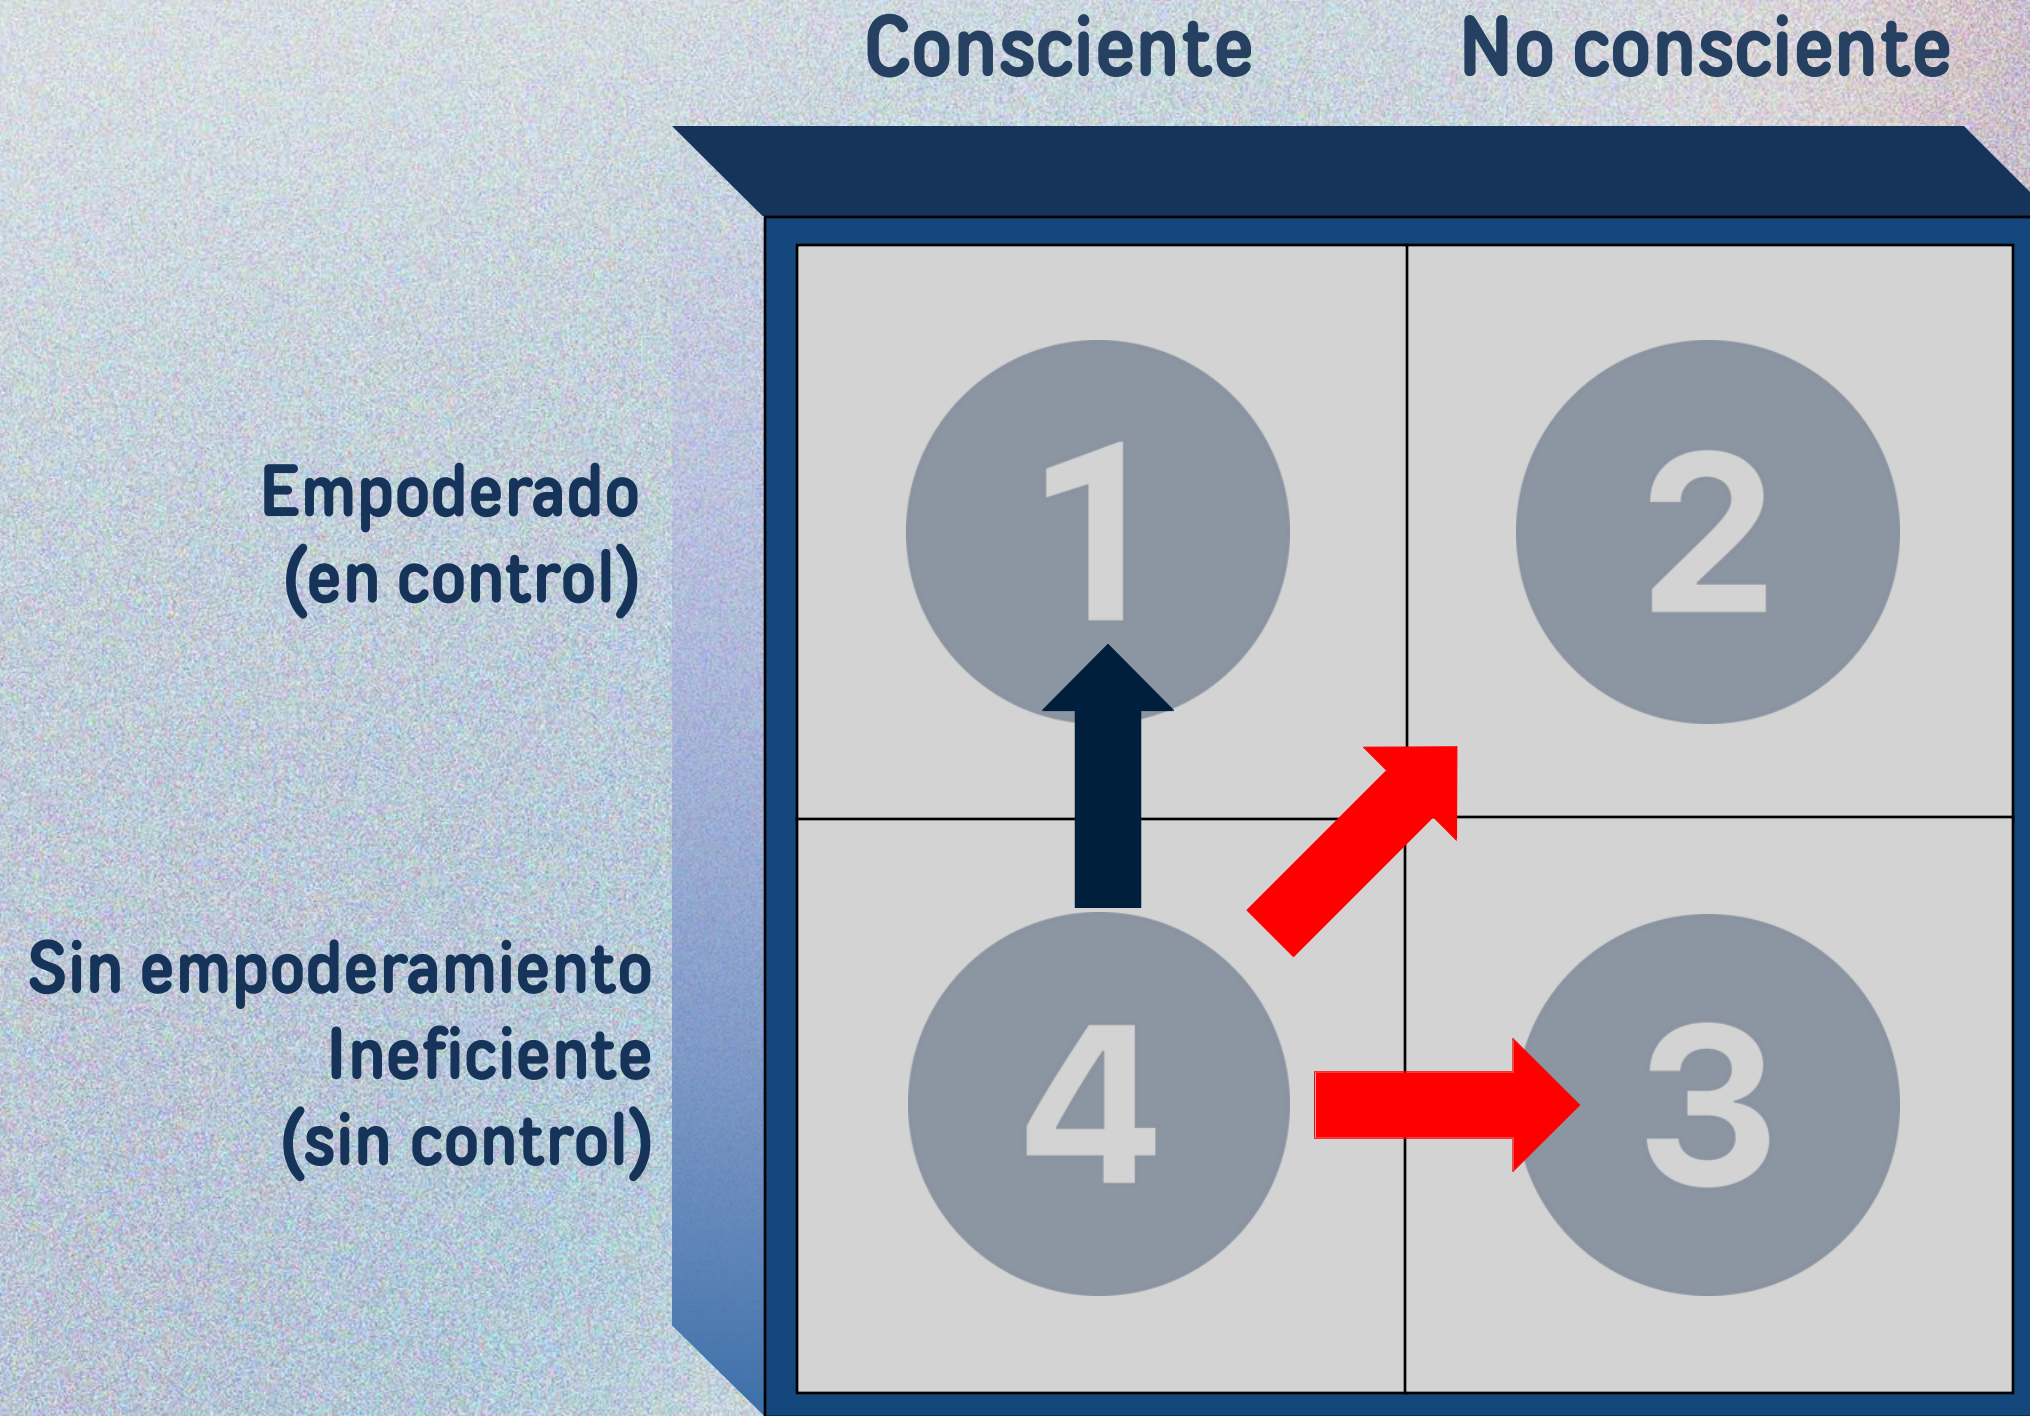 Consciente No consciente
Empoderado
(en control)
1
2
Sin empoderamiento
Ineficiente
(sin control)
4
3